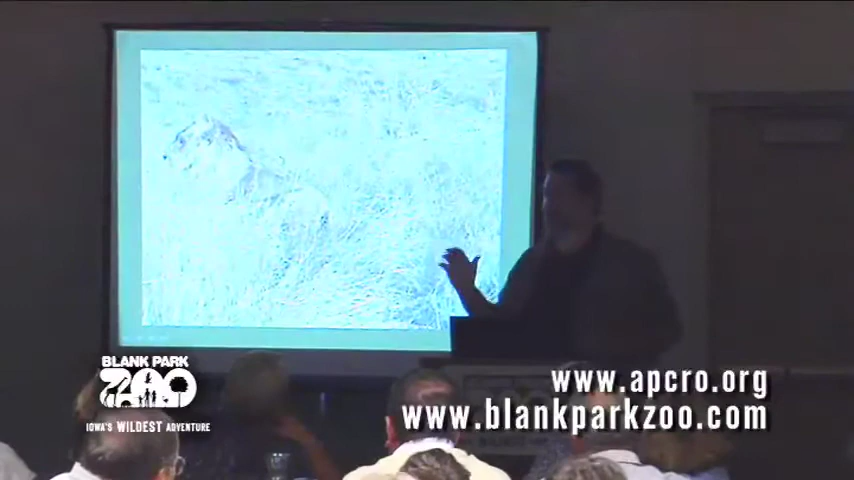 BLANK PARK
ZOO
IOWA'S WILDEST ADVENTURE
www.apcro.org
www.blankparkzoo.com